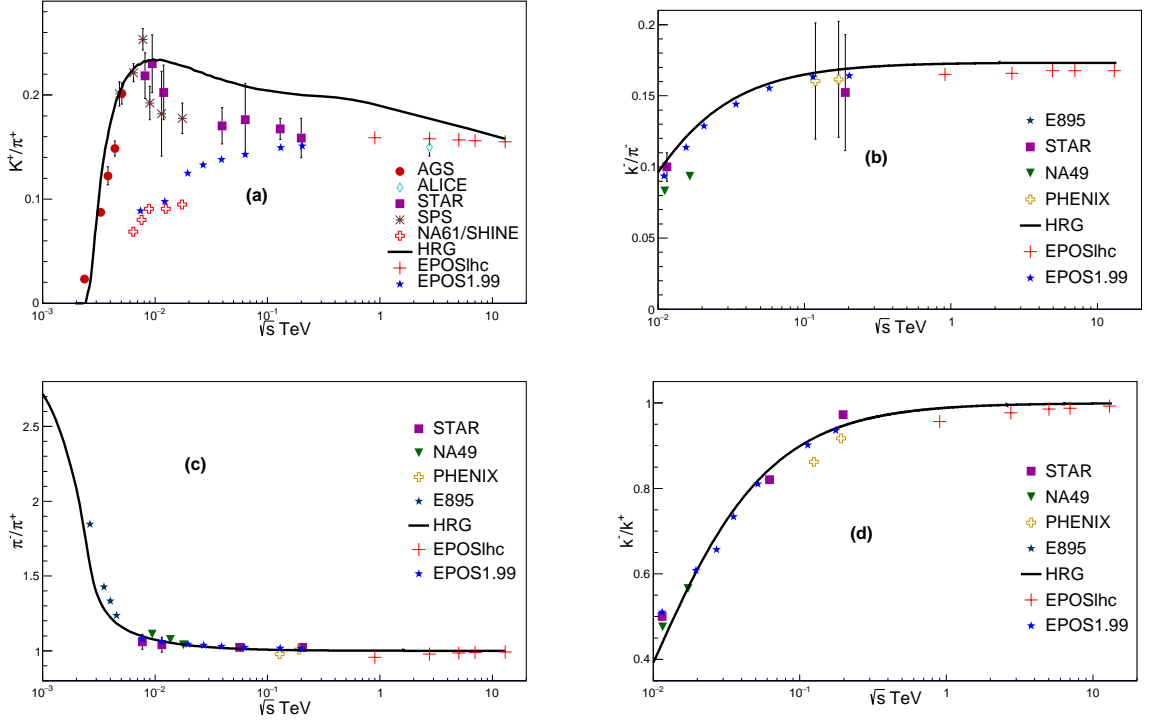 K⁺/π⁺
0.2
0.1
0
(a)
AGS
ALICE
STAR
SPS
NA61/SHINE
HRG
EPOSlhc
EPOS1.99
10⁻³ 10⁻² 10⁻¹ 1 10
√s TeV
k⁻/π⁻
0.2
0.15
0.1
0.05
0
(b)
E895
STAR
NA49
PHENIX
HRG
EPOSlhc
EPOS1.99
10⁻² 10⁻¹ 1 10
√s TeV
π⁻/π⁺
2.5
2
1.5
1
(c)
STAR
NA49
PHENIX
E895
HRG
EPOSlhc
EPOS1.99
10⁻³ 10⁻² 10⁻¹ 1 10
√s TeV
k⁻/k⁺
1
0.8
0.6
0.4
(d)
STAR
NA49
PHENIX
E895
HRG
EPOSlhc
EPOS1.99
10⁻² 10⁻¹ 1 10
√s TeV